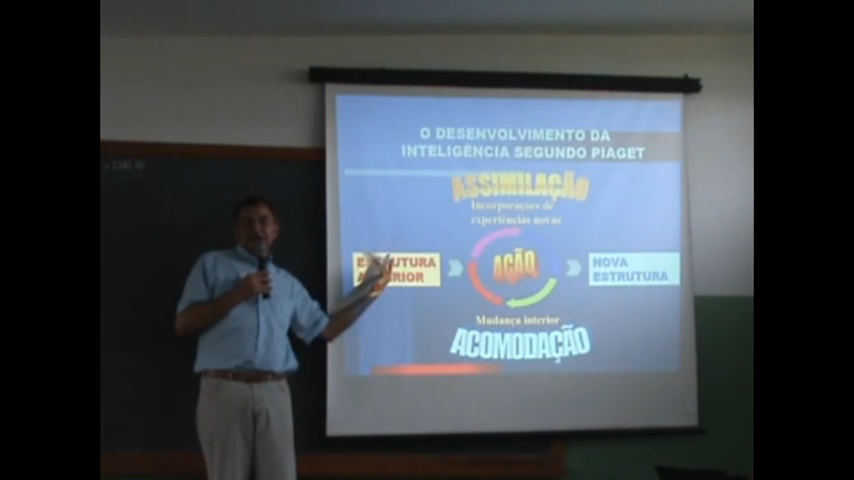 O DESENVOLVIMENTO DA
INTELIGÊNCIA SEGUNDO PIAGET
ASSIMILAÇÃO
Incorporações de
experiências novas
ESTRUTURA
ANTERIOR
AÇÃO
NOVA
ESTRUTURA
Mudança interior
ACOMODAÇÃO